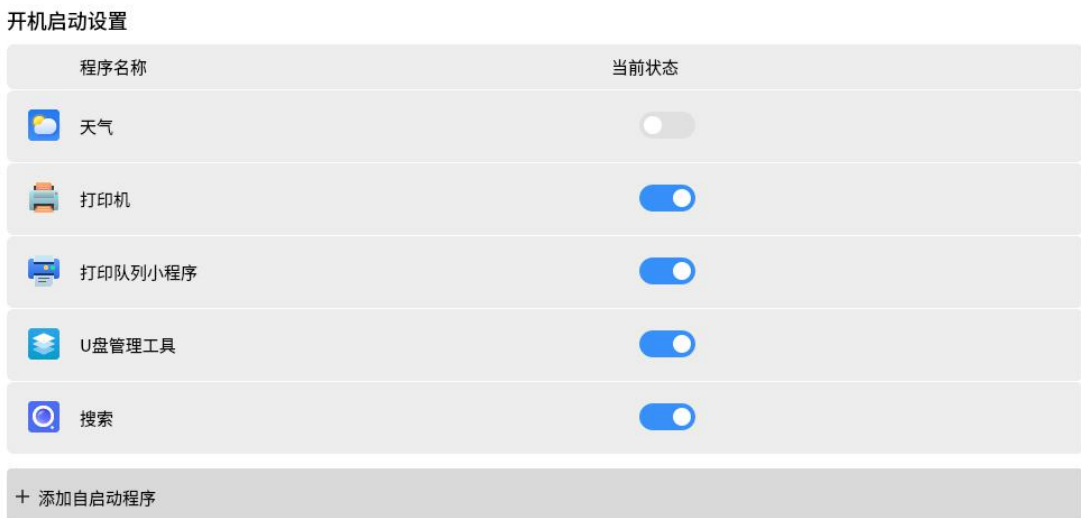 开机启动设置
程序名称 当前状态
天气
打印机
打印队列小程序
U盘管理工具
搜索
+ 添加自启动程序